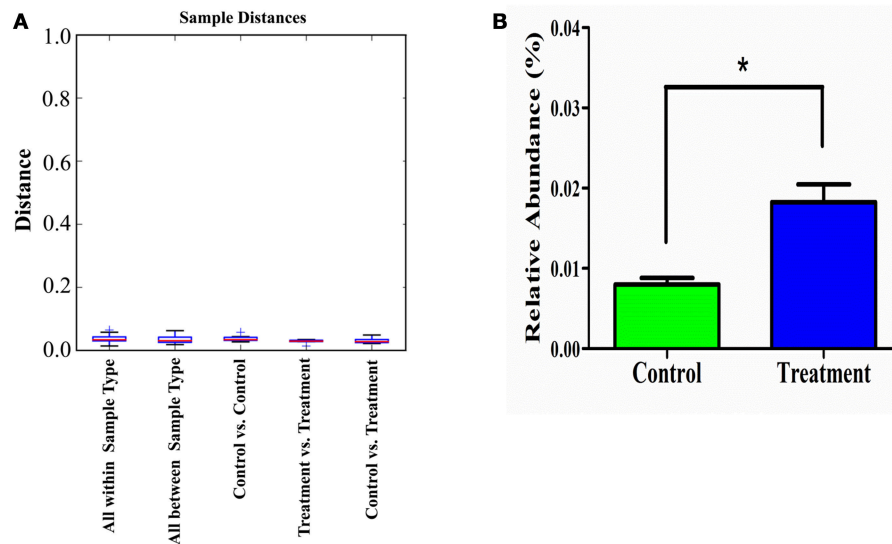 A
Sample Distances
Distance
1.0
0.8
0.6
0.4
0.2
0.0
All within Sample Type
All between Sample Type
Control vs. Control
Treatment vs. Treatment
Control vs. Treatment
B
Relative Abundance (%)
0.04
0.03
0.02
0.01
0.00
*
Control
Treatment